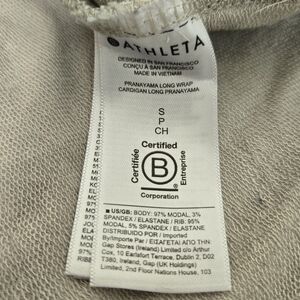 ATHLETA
DESIGNED IN SAN FRANCISCO
CONÇU À SAN FRANCISCO
MADE IN VIETNAM
PRANAYAMA LONG WRAP
CARDIGAN LONG PRANAYAMA
S
P
CH
Certified
Certifiée
B
Entreprise
Corporation
US/GB: BODY: 97% MODAL, 3%
SPANDEX / ELASTANE / RIB: 95%
MODAL, 5% SPANDEX / ELASTANE
DISTRIBUIDO POR / Imported
By/Importe Par / ΕΙΣΑΓΕΤΑΙ ΑΠΟ ΤΗΝ
Gap Stores (Ireland) Limited c/o Arthur
Cox, 10 Earlsfort Terrace, Dublin 2, D02
T380, Ireland, Gap (UK Holdings)
Limited, 2nd Floor Nations House, 103